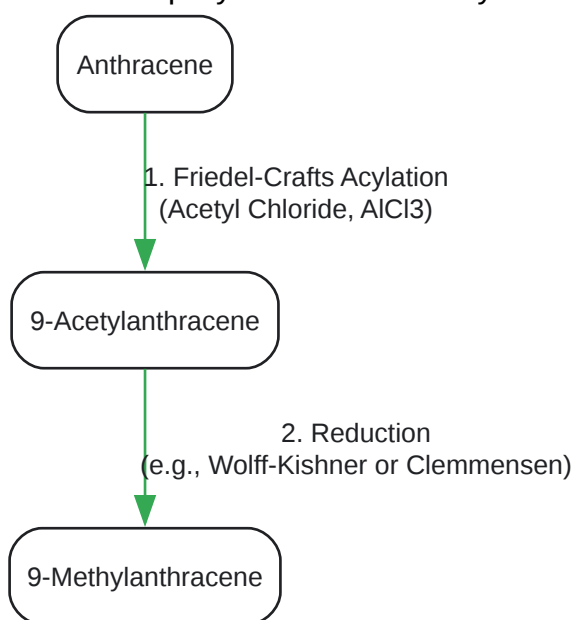 Anthracene
1. Friedel-Crafts Acylation
(Acetyl Chloride, AlCl3)
9-Acetylanthracene
2. Reduction
(e.g., Wolff-Kishner or Clemmensen)
9-Methylanthracene